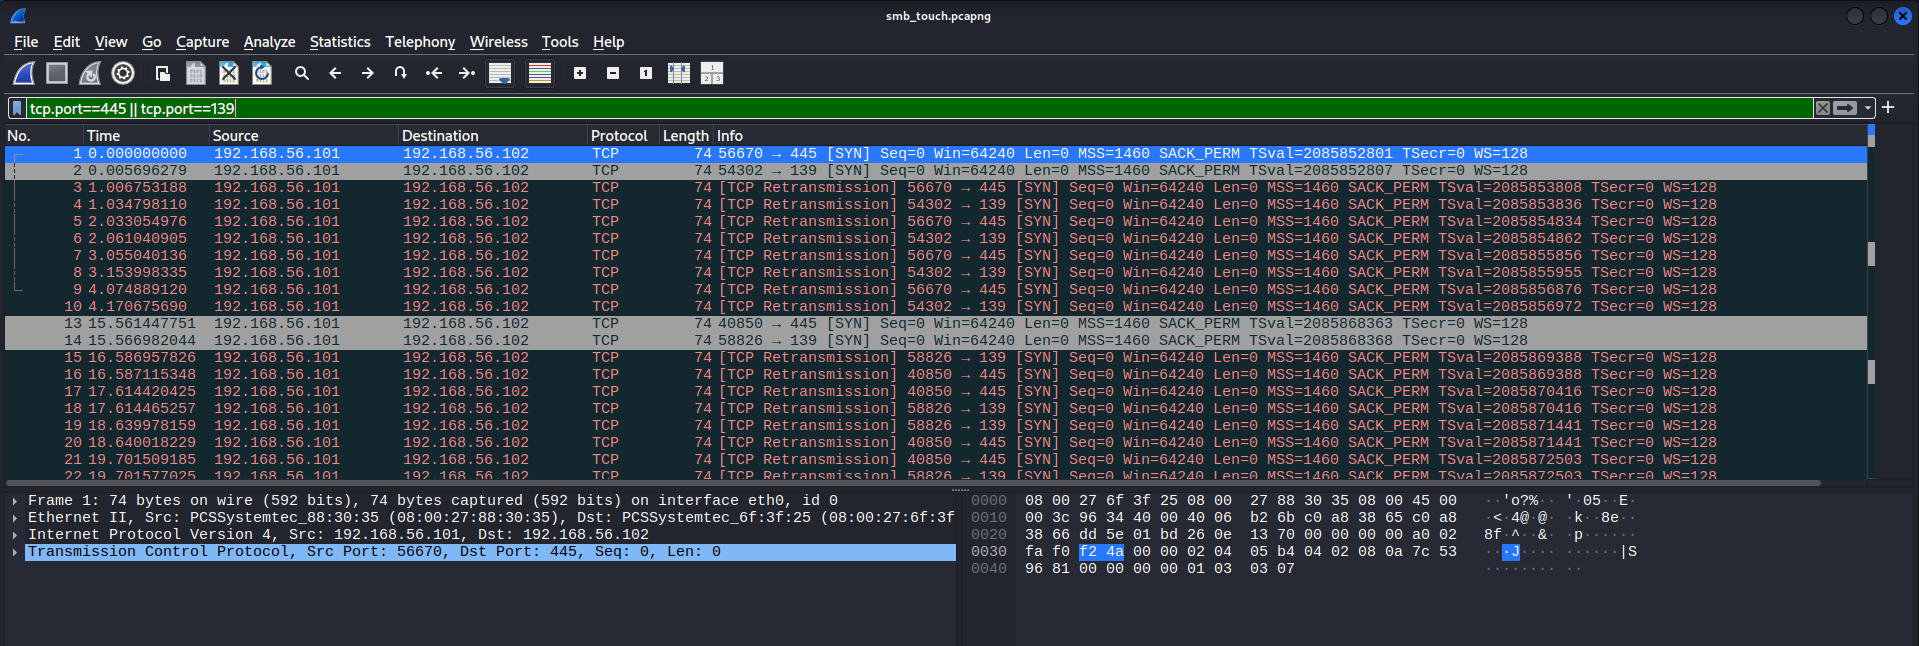 smb_touch.pcapng
File Edit View Go Capture Analyze Statistics Telephony Wireless Tools Help
tcp.port==445 || tcp.port==139
No. Time Source Destination Protocol Length Info
1 0.000000000 192.168.56.101 192.168.56.102 TCP 74 56670 → 445 [SYN] Seq=0 Win=64240 Len=0 MSS=1460 SACK_PERM TSval=2085852801 TSecr=0 WS=128
2 0.005696279 192.168.56.101 192.168.56.102 TCP 74 54302 → 139 [SYN] Seq=0 Win=64240 Len=0 MSS=1460 SACK_PERM TSval=2085852807 TSecr=0 WS=128
3 1.006753188 192.168.56.101 192.168.56.102 TCP 74 [TCP Retransmission] 56670 → 445 [SYN] Seq=0 Win=64240 Len=0 MSS=1460 SACK_PERM TSval=2085853808 TSecr=0 WS=128
4 1.034798110 192.168.56.101 192.168.56.102 TCP 74 [TCP Retransmission] 54302 → 139 [SYN] Seq=0 Win=64240 Len=0 MSS=1460 SACK_PERM TSval=2085853836 TSecr=0 WS=128
5 2.033054976 192.168.56.101 192.168.56.102 TCP 74 [TCP Retransmission] 56670 → 445 [SYN] Seq=0 Win=64240 Len=0 MSS=1460 SACK_PERM TSval=2085854834 TSecr=0 WS=128
6 2.061040905 192.168.56.101 192.168.56.102 TCP 74 [TCP Retransmission] 54302 → 139 [SYN] Seq=0 Win=64240 Len=0 MSS=1460 SACK_PERM TSval=2085854862 TSecr=0 WS=128
7 3.055040136 192.168.56.101 192.168.56.102 TCP 74 [TCP Retransmission] 56670 → 445 [SYN] Seq=0 Win=64240 Len=0 MSS=1460 SACK_PERM TSval=2085855856 TSecr=0 WS=128
8 3.153998335 192.168.56.101 192.168.56.102 TCP 74 [TCP Retransmission] 54302 → 139 [SYN] Seq=0 Win=64240 Len=0 MSS=1460 SACK_PERM TSval=2085855955 TSecr=0 WS=128
9 4.074889120 192.168.56.101 192.168.56.102 TCP 74 [TCP Retransmission] 56670 → 445 [SYN] Seq=0 Win=64240 Len=0 MSS=1460 SACK_PERM TSval=2085856876 TSecr=0 WS=128
10 4.170675690 192.168.56.101 192.168.56.102 TCP 74 [TCP Retransmission] 54302 → 139 [SYN] Seq=0 Win=64240 Len=0 MSS=1460 SACK_PERM TSval=2085856972 TSecr=0 WS=128
13 15.561447751 192.168.56.101 192.168.56.102 TCP 74 40850 → 445 [SYN] Seq=0 Win=64240 Len=0 MSS=1460 SACK_PERM TSval=2085868363 TSecr=0 WS=128
14 15.566982044 192.168.56.101 192.168.56.102 TCP 74 58826 → 139 [SYN] Seq=0 Win=64240 Len=0 MSS=1460 SACK_PERM TSval=2085868368 TSecr=0 WS=128
15 16.586957826 192.168.56.101 192.168.56.102 TCP 74 [TCP Retransmission] 58826 → 139 [SYN] Seq=0 Win=64240 Len=0 MSS=1460 SACK_PERM TSval=2085869388 TSecr=0 WS=128
16 16.587115348 192.168.56.101 192.168.56.102 TCP 74 [TCP Retransmission] 40850 → 445 [SYN] Seq=0 Win=64240 Len=0 MSS=1460 SACK_PERM TSval=2085869388 TSecr=0 WS=128
17 17.614420425 192.168.56.101 192.168.56.102 TCP 74 [TCP Retransmission] 40850 → 445 [SYN] Seq=0 Win=64240 Len=0 MSS=1460 SACK_PERM TSval=2085870416 TSecr=0 WS=128
18 17.614465257 192.168.56.101 192.168.56.102 TCP 74 [TCP Retransmission] 58826 → 139 [SYN] Seq=0 Win=64240 Len=0 MSS=1460 SACK_PERM TSval=2085870416 TSecr=0 WS=128
19 18.639978159 192.168.56.101 192.168.56.102 TCP 74 [TCP Retransmission] 58826 → 139 [SYN] Seq=0 Win=64240 Len=0 MSS=1460 SACK_PERM TSval=2085871441 TSecr=0 WS=128
20 18.640018229 192.168.56.101 192.168.56.102 TCP 74 [TCP Retransmission] 40850 → 445 [SYN] Seq=0 Win=64240 Len=0 MSS=1460 SACK_PERM TSval=2085871441 TSecr=0 WS=128
21 19.701509185 192.168.56.101 192.168.56.102 TCP 74 [TCP Retransmission] 40850 → 445 [SYN] Seq=0 Win=64240 Len=0 MSS=1460 SACK_PERM TSval=2085872503 TSecr=0 WS=128
22 19.701577025 192.168.56.101 192.168.56.102 TCP 74 [TCP Retransmission] 58826 → 139 [SYN] Seq=0 Win=64240 Len=0 MSS=1460 SACK_PERM TSval=2085872503 TSecr=0 WS=128
Frame 1: 74 bytes on wire (592 bits), 74 bytes captured (592 bits) on interface eth0, id 0
Ethernet II, Src: PCSSystemtec_88:30:35 (08:00:27:88:30:35), Dst: PCSSystemtec_6f:3f:25 (08:00:27:6f:3f
Internet Protocol Version 4, Src: 192.168.56.101, Dst: 192.168.56.102
Transmission Control Protocol, Src Port: 56670, Dst Port: 445, Seq: 0, Len: 0
0000 08 00 27 6f 3f 25 08 00 27 88 30 35 08 00 45 00 ··'o?%·· '·05··E·
0010 00 3c 96 34 40 00 40 06 b2 6b c0 a8 38 65 c0 a8 ·<·4@·@· ·k··8e··
0020 38 66 dd 5e 01 bd 26 0e 13 70 00 00 00 00 a0 02 8f·^··&· ·p······
0030 fa f0 f2 4a 00 00 02 04 05 b4 04 02 08 0a 7c 53 ···J···· ······|S
0040 96 81 00 00 00 00 01 03 03 07 ········ ··